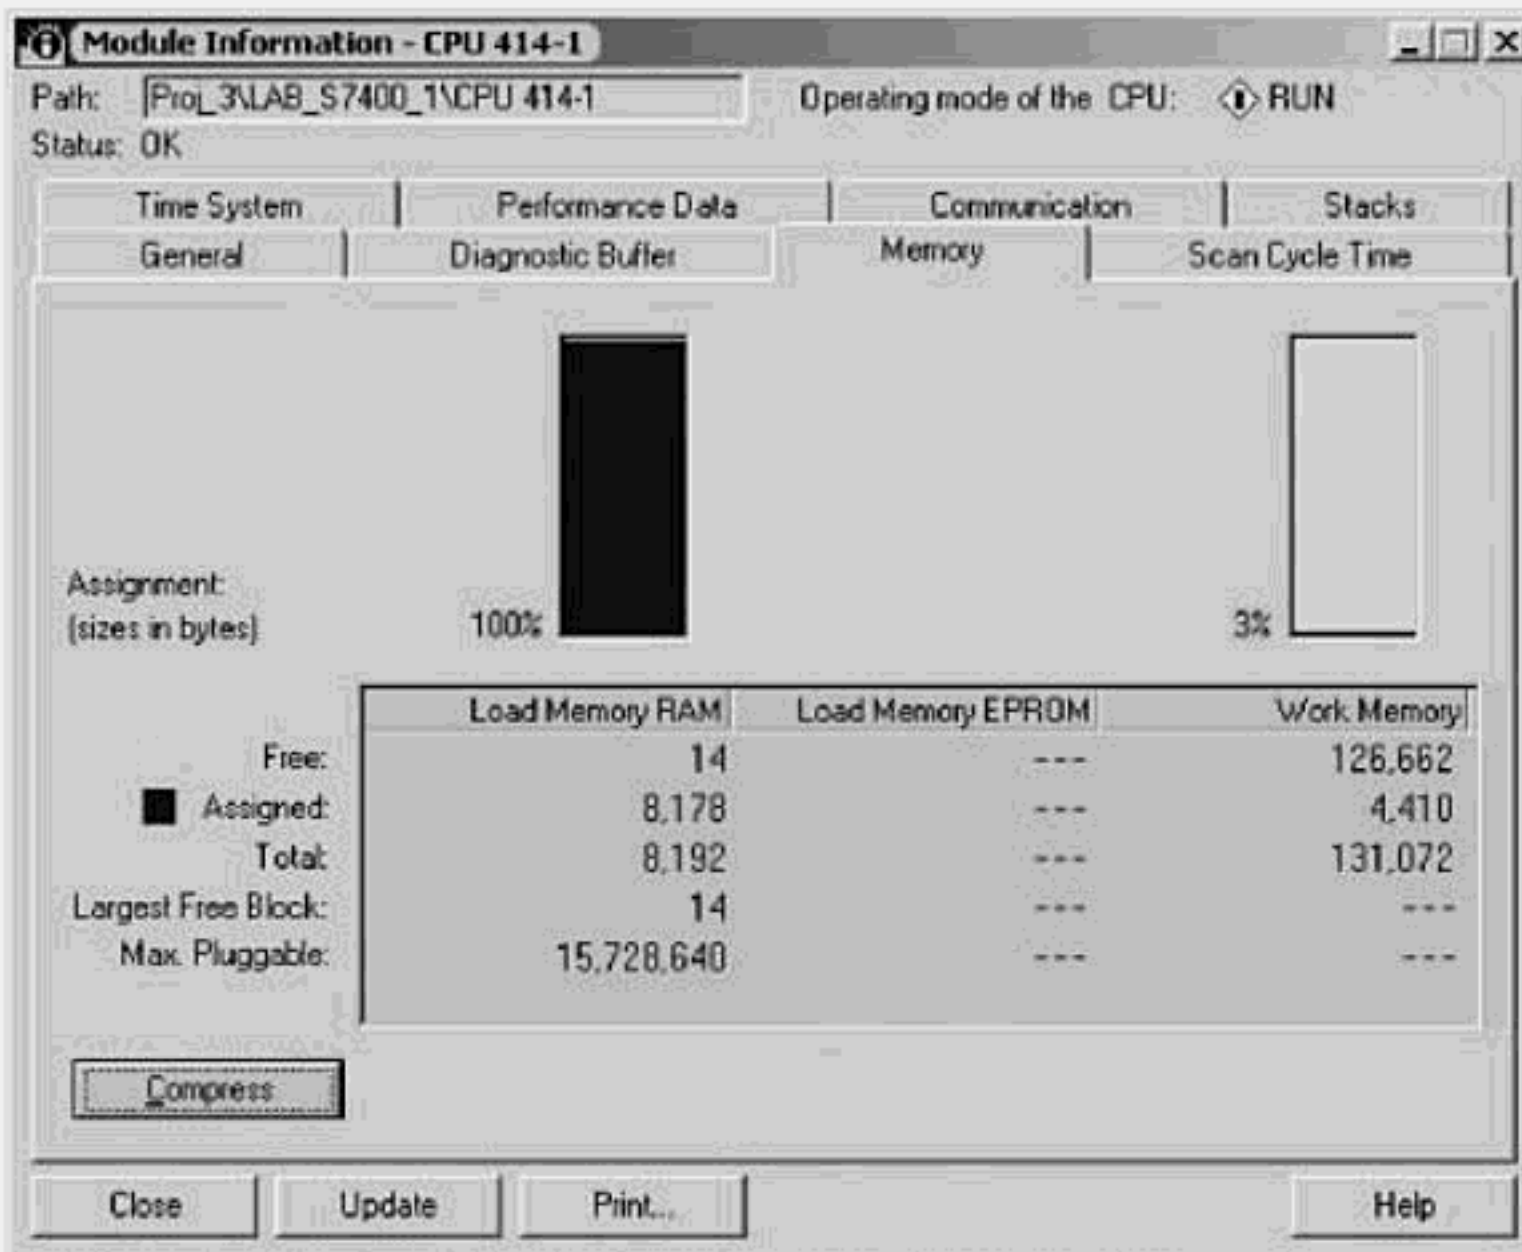 Module Information - CPU 414-1
Path: Proj_3\LAB_S7400_1\CPU 414-1 Operating mode of the CPU: RUN
Status: OK
Time System Performance Data Communication Stacks
General Diagnostic Buffer Memory Scan Cycle Time
Assignment:
(sizes in bytes) 100% 3%
Load Memory RAM Load Memory EPROM Work Memory
Free: 14 --- 126,662
Assigned: 8,178 --- 4,410
Total: 8,192 --- 131,072
Largest Free Block: 14 --- ---
Max. Pluggable: 15,728,640 --- ---
Compress
Close Update Print... Help